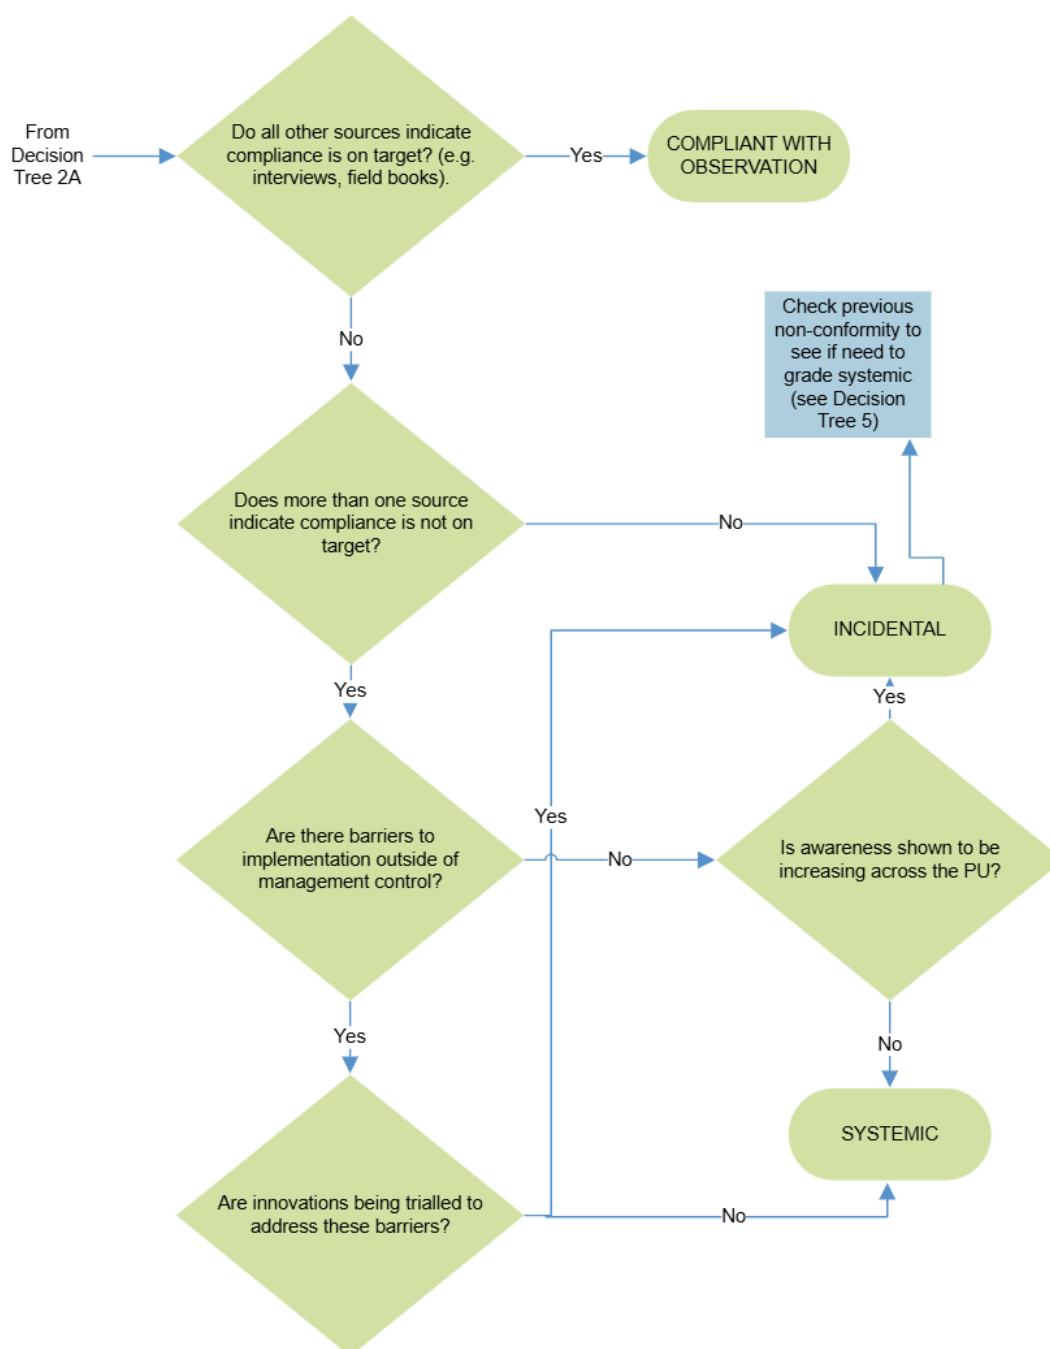 From
Decision
Tree 2A
Do all other sources indicate
compliance is on target? (e.g.
interviews, field books).
Yes
COMPLIANT WITH
OBSERVATION
No
Check previous
non-conformity to
see if need to
grade systemic
(see Decision
Tree 5)
Does more than one source
indicate compliance is not on
target?
No
INCIDENTAL
Yes
Yes
Are there barriers to
implementation outside of
management control?
Yes
No
Is awareness shown to be
increasing across the PU?
Yes
No
SYSTEMIC
Are innovations being trialled to
address these barriers?
No